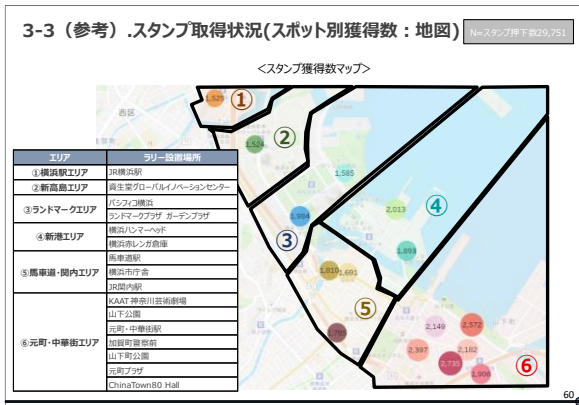 3-3（参考）.スタンプ取得状況(スポット別獲得数：地図)
N=スタンプ押下数29,751
＜スタンプ獲得数マップ＞
1,525
①
西区
1,524
②
1,585
エリア ラリー設置場所
①横浜駅エリア JR横浜駅
②新高島エリア 資生堂グローバルイノベーションセンター
③ランドマークエリア パシフィコ横浜
ランドマークプラザ ガーデンプラザ
④新港エリア 横浜ハンマーヘッド
横浜赤レンガ倉庫
⑤馬車道・関内エリア 馬車道駅
横浜市庁舎
JR関内駅
⑥元町・中華街エリア KAAT 神奈川芸術劇場
山下公園
元町・中華街駅
加賀町警察前
山下町公園
元町プラザ
ChinaTown80 Hall
1,984
2,013
④
③
1,893
1,810
1,691
⑤
山下町
2,149
2,572
2,397
2,182
2,735
1,906
⑥
60